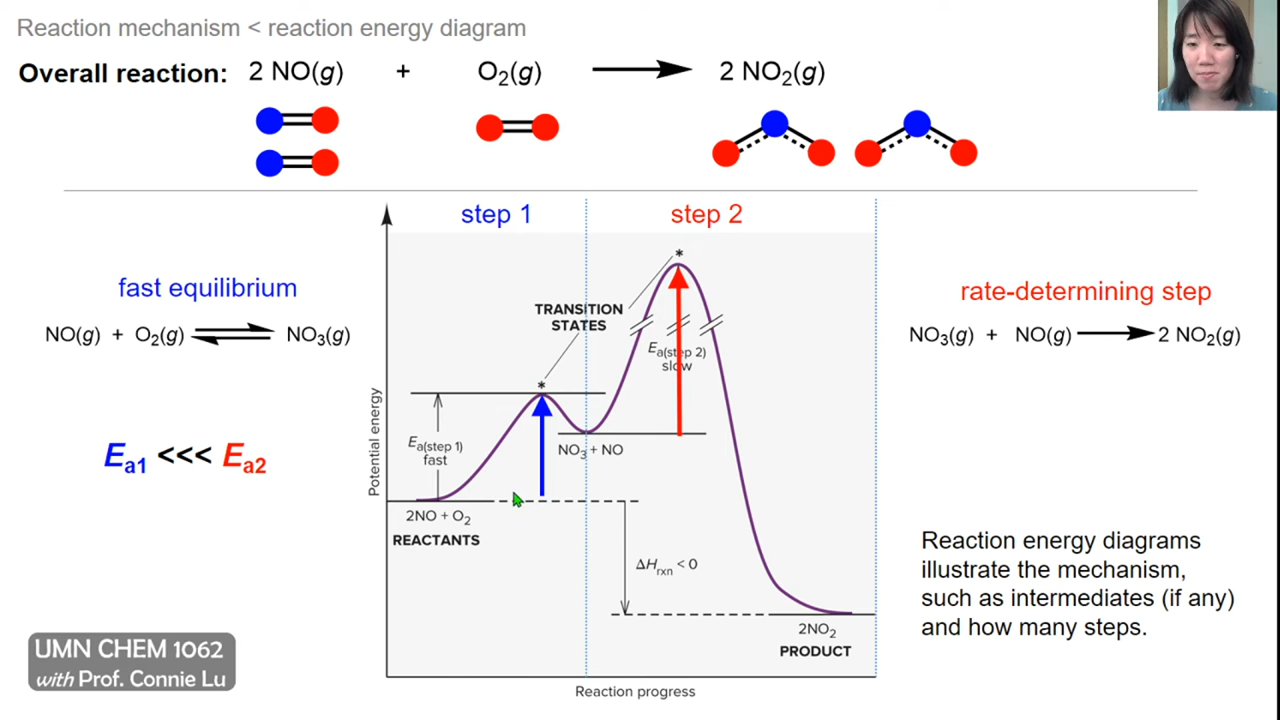 Reaction mechanism < reaction energy diagram
Overall reaction: 2 NO(g) + O₂(g) → 2 NO₂(g)
step 1
step 2
fast equilibrium
NO(g) + O₂(g) ⇌ NO₃(g)
Eₐ₁ <<< Eₐ₂
Potential energy
*
*
TRANSITION
STATES
Eₐ(step 1)
fast
Eₐ(step 2)
slow
NO₃ + NO
2NO + O₂
REACTANTS
ΔHrxn < 0
2NO₂
PRODUCT
Reaction progress
rate-determining step
NO₃(g) + NO(g) → 2 NO₂(g)
Reaction energy diagrams
illustrate the mechanism,
such as intermediates (if any)
and how many steps.
UMN CHEM 1062
with Prof. Connie Lu